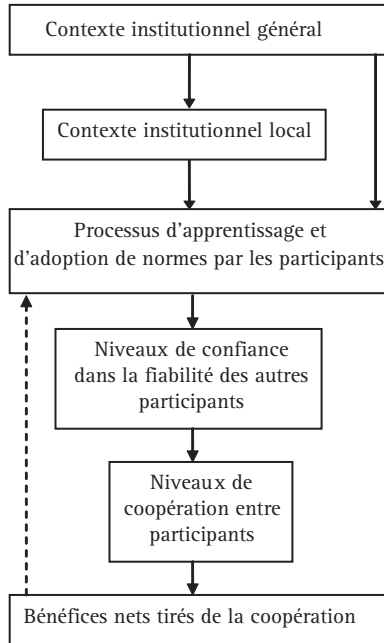 Contexte institutionnel général
Contexte institutionnel local
Processus d'apprentissage et
d'adoption de normes par les participants
Niveaux de confiance
dans la fiabilité des autres
participants
Niveaux de
coopération entre
participants
Bénéfices nets tirés de la coopération